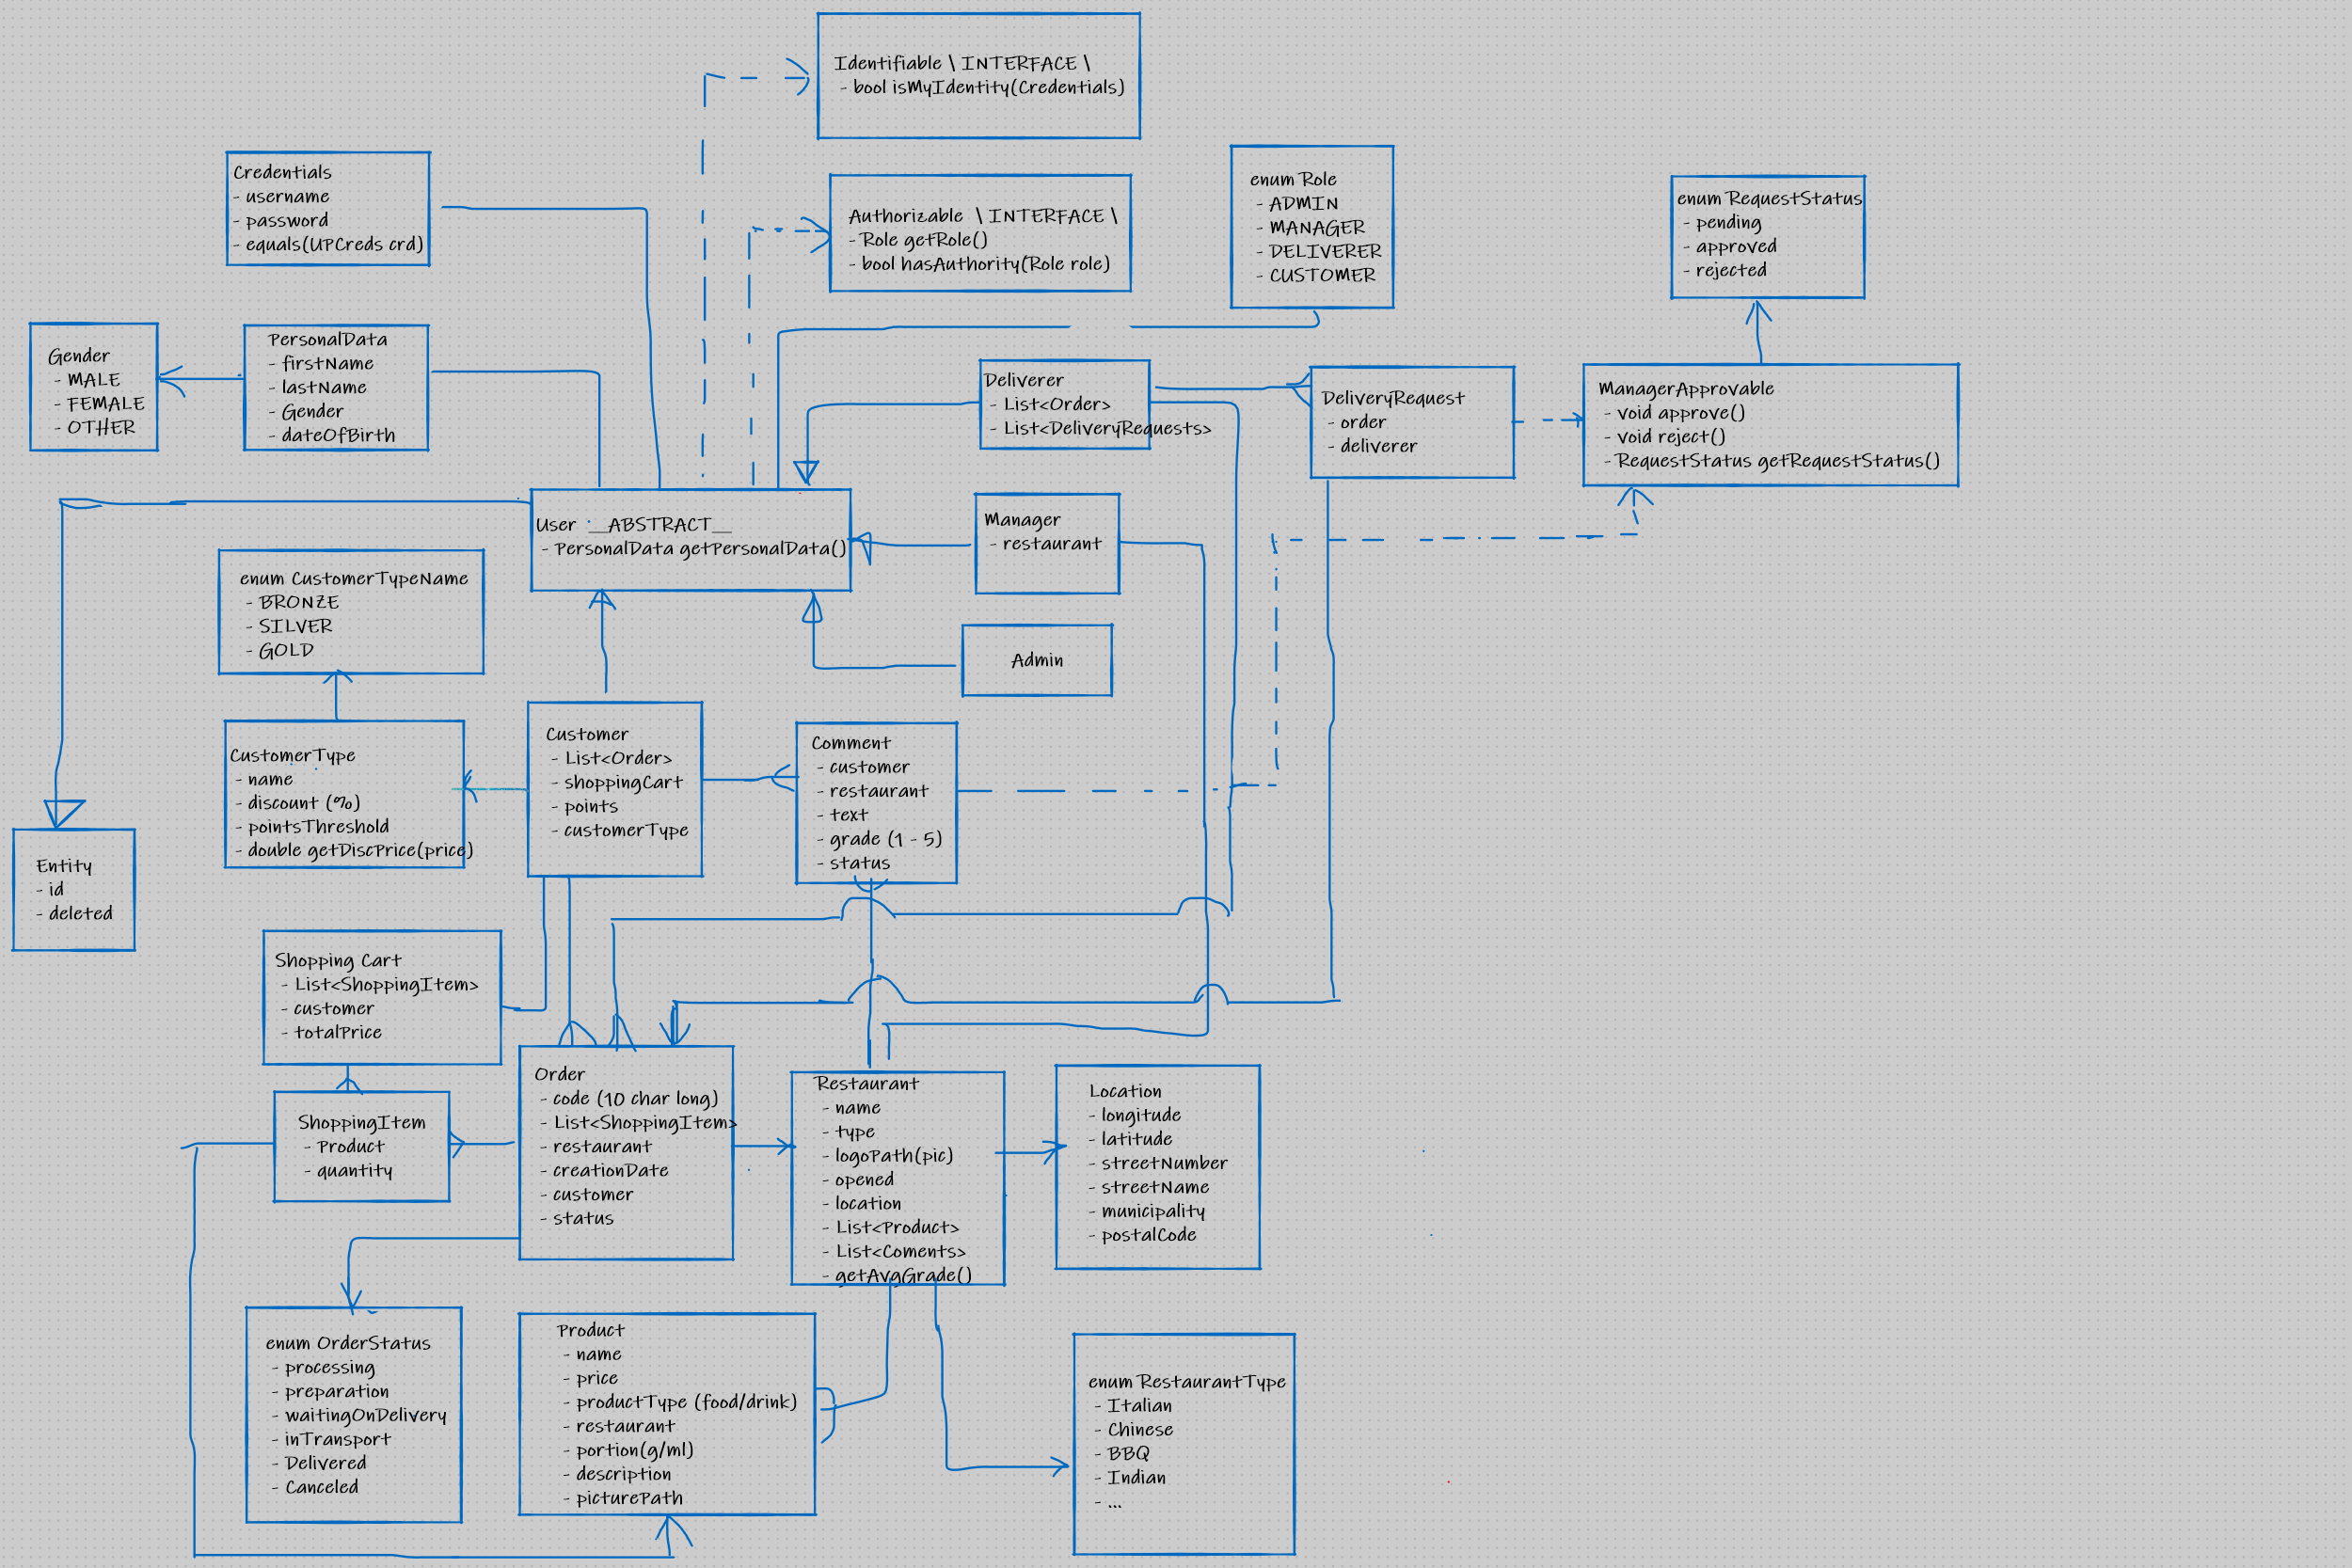 Identifiable \ INTERFACE \
- bool isMyIdentity(Credentials)
Credentials
- username
- password
- equals(UPCreds crd)
Authorizable \ INTERFACE \
- Role getRole()
- bool hasAuthority(Role role)
enum Role
- ADMIN
- MANAGER
- DELIVERER
- CUSTOMER
enum RequestStatus
- pending
- approved
- rejected
Gender
- MALE
- FEMALE
- OTHER
PersonalData
- firstName
- lastName
- Gender
- dateOfBirth
Deliverer
- List<Order>
- List<DeliveryRequests>
DeliveryRequest
- order
- deliverer
ManagerApprovable
- void approve()
- void reject()
- RequestStatus getRequestStatus()
User __ABSTRACT__
- PersonalData getPersonalData()
Manager
- restaurant
enum CustomerTypeName
- BRONZE
- SILVER
- GOLD
Admin
CustomerType
- name
- discount (%)
- pointsThreshold
- double getDiscPrice(price)
Customer
- List<Order>
- shoppingCart
- points
- customerType
Comment
- customer
- restaurant
- text
- grade (1 - 5)
- status
Entity
- id
- deleted
Shopping Cart
- List<ShoppingItem>
- customer
- totalPrice
ShoppingItem
- Product
- quantity
Order
- code (10 char long)
- List<ShoppingItem>
- restaurant
- creationDate
- customer
- status
Restaurant
- name
- type
- logoPath(pic)
- opened
- location
- List<Product>
- List<Coments>
- getAvgGrade()
Location
- longitude
- latitude
- streetNumber
- streetName
- municipality
- postalCode
enum OrderStatus
- processing
- preparation
- waitingOnDelivery
- inTransport
- Delivered
- Canceled
Product
- name
- price
- productType (food/drink)
- restaurant
- portion(g/ml)
- description
- picturePath
enum RestaurantType
- Italian
- Chinese
- BBQ
- Indian
- ...